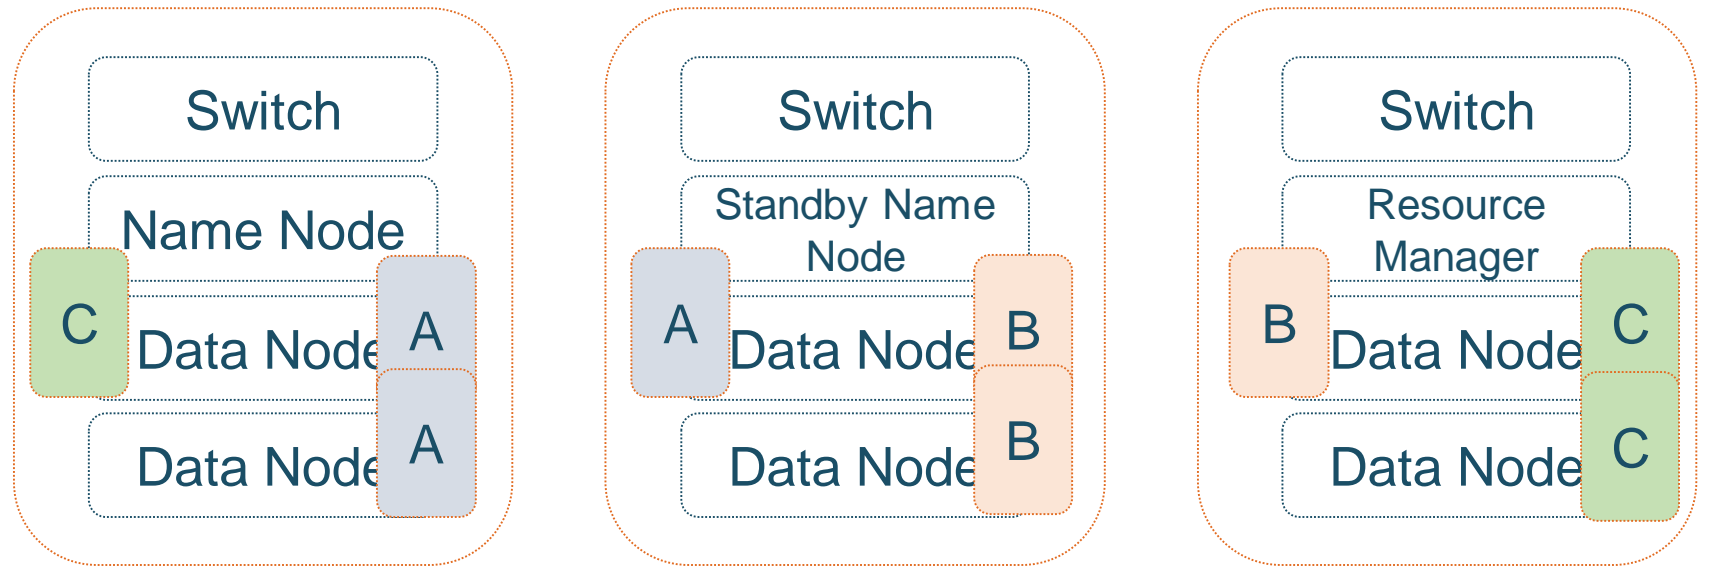 Switch
Name Node
C
A
Data Node
A
Data Node
Switch
Standby Name
Node
A
B
Data Node
B
Data Node
Switch
Resource
Manager
B
C
Data Node
C
Data Node